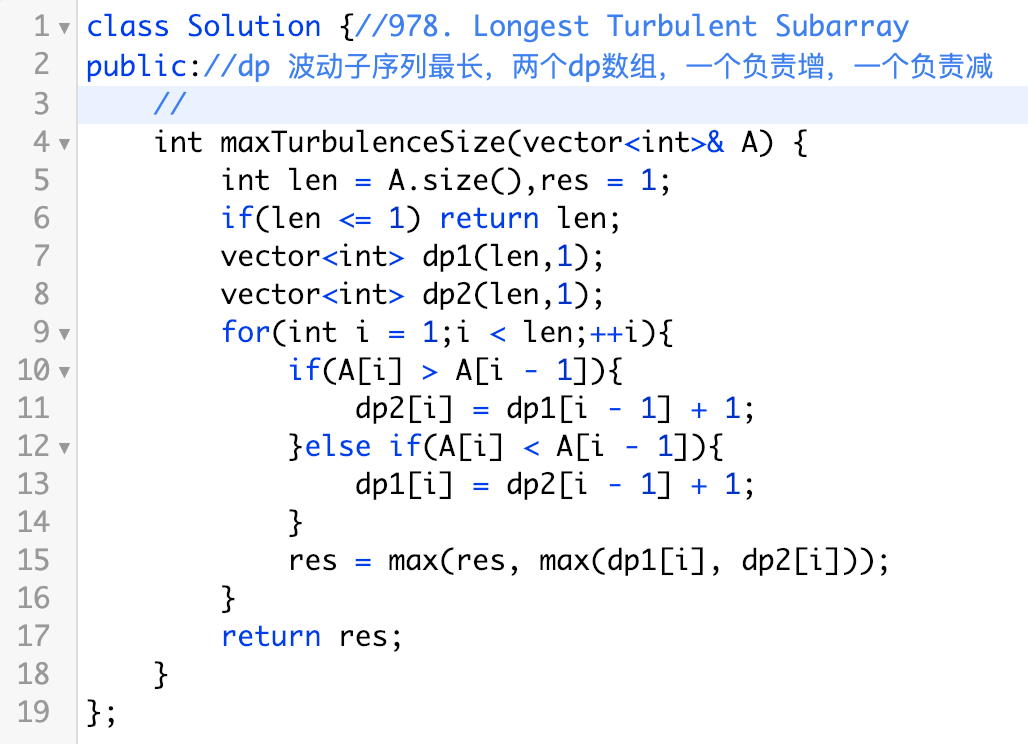 1 class Solution {//978. Longest Turbulent Subarray
2 public://dp 波动子序列最长，两个dp数组，一个负责增，一个负责减
3     //
4     int maxTurbulenceSize(vector<int>& A) {
5         int len = A.size(),res = 1;
6         if(len <= 1) return len;
7         vector<int> dp1(len,1);
8         vector<int> dp2(len,1);
9         for(int i = 1;i < len;++i){
10             if(A[i] > A[i - 1]){
11                 dp2[i] = dp1[i - 1] + 1;
12             }else if(A[i] < A[i - 1]){
13                 dp1[i] = dp2[i - 1] + 1;
14             }
15             res = max(res, max(dp1[i], dp2[i]));
16         }
17         return res;
18     }
19 };